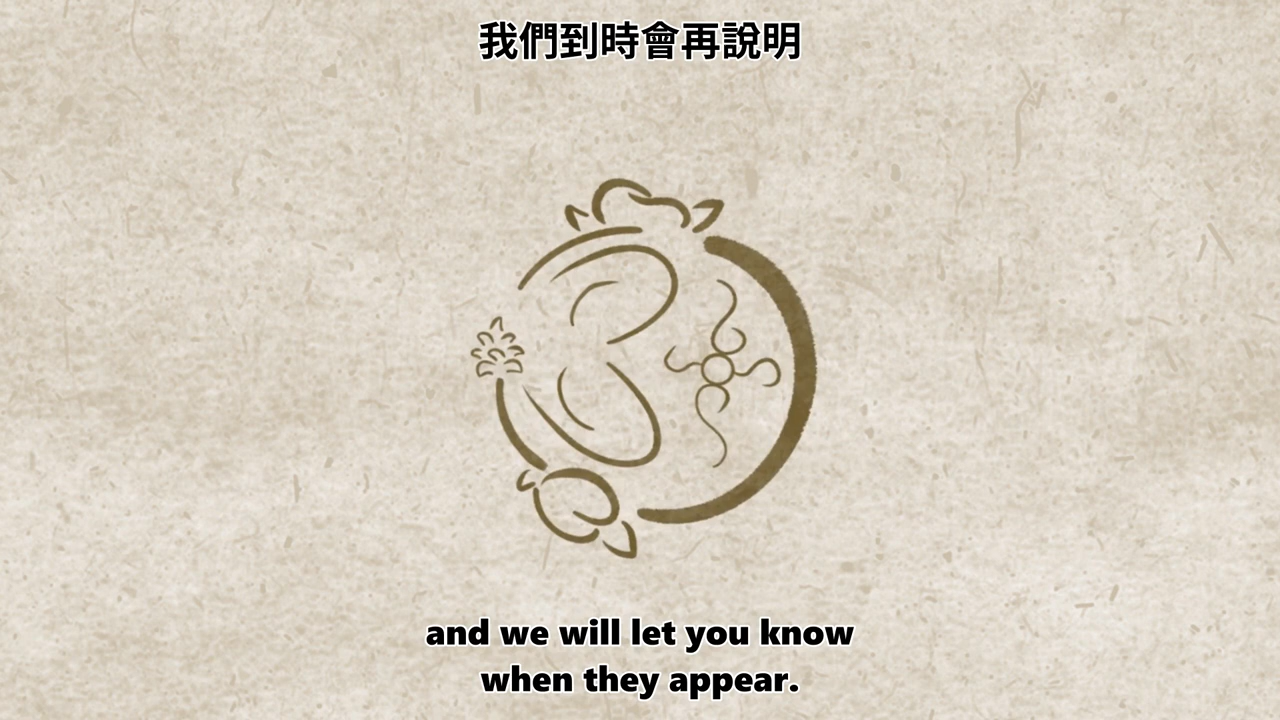 我們到時會再說明
and we will let you know
when they appear.